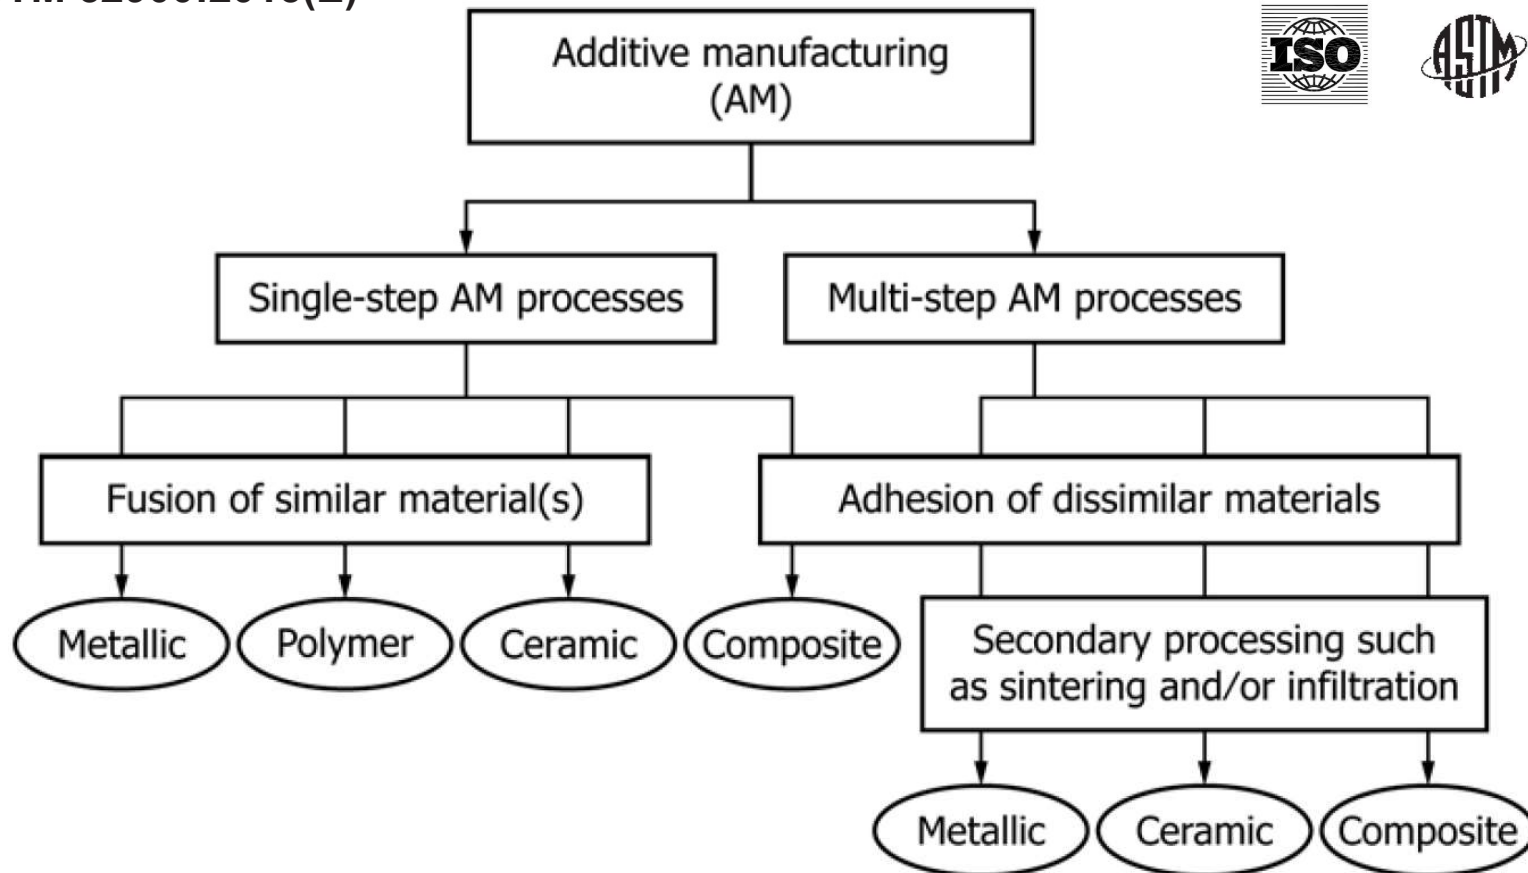 Additive manufacturing
(AM)
ISO
ASTM
Single-step AM processes
Multi-step AM processes
Fusion of similar material(s)
Adhesion of dissimilar materials
Metallic
Polymer
Ceramic
Composite
Secondary processing such
as sintering and/or infiltration
Metallic
Ceramic
Composite